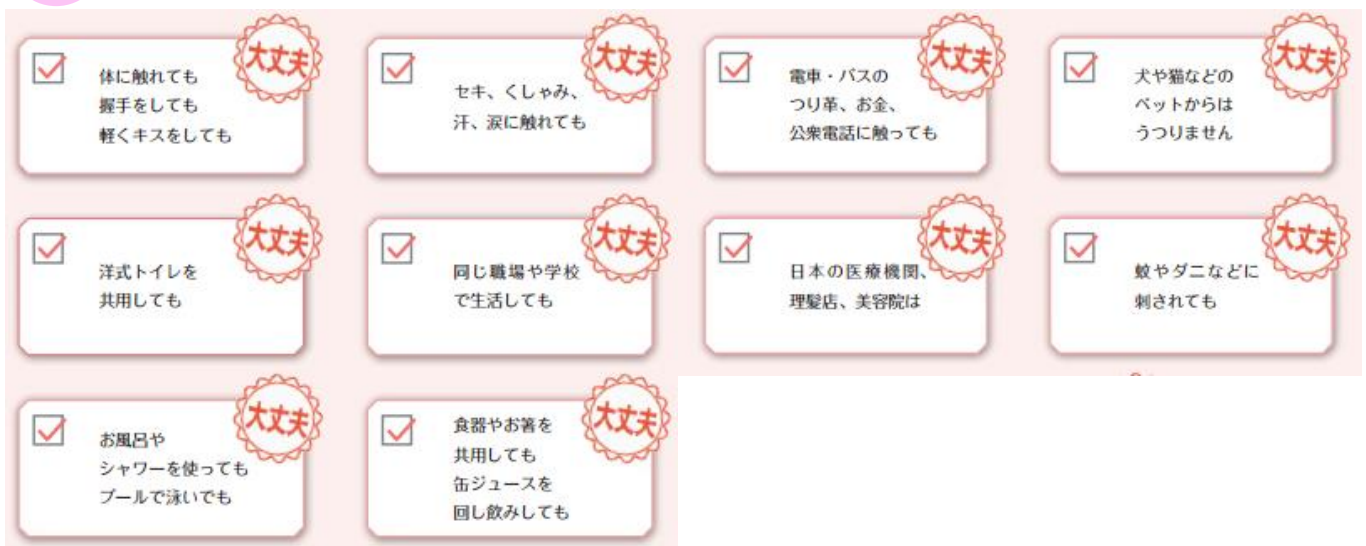 大丈夫
体に触れても
握手をしても
軽くキスをしても
大丈夫
セキ、くしゃみ、
汗、涙に触れても
大丈夫
電車・バスの
つり革、お金、
公衆電話に触っても
大丈夫
犬や猫などの
ペットからは
うつりません
大丈夫
洋式トイレを
共用しても
大丈夫
同じ職場や学校
で生活しても
大丈夫
日本の医療機関、
理髪店、美容院は
大丈夫
蚊やダニなどに
刺されても
大丈夫
お風呂や
シャワーを使っても
プールで泳いでも
大丈夫
食器やお箸を
共用しても
缶ジュースを
回し飲みしても